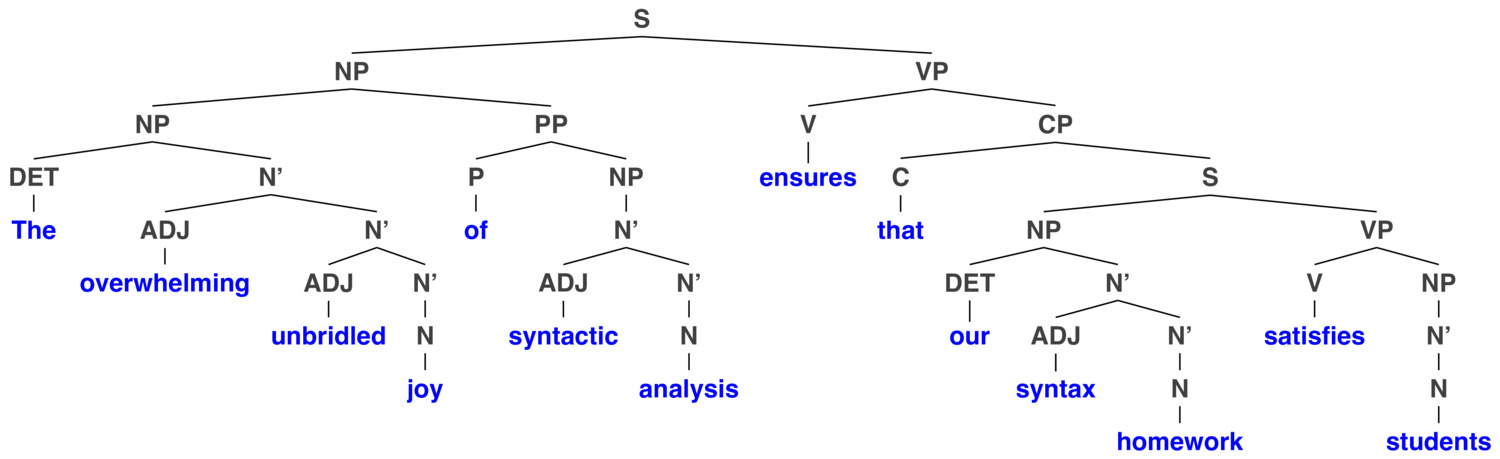 S
NP VP
NP PP V CP
DET N’ P NP ensures C S
The ADJ N’ of N’ that NP VP
overwhelming ADJ N’ ADJ N’ DET N’ V NP
unbridled N syntactic N our ADJ N’ satisfies N’
joy analysis syntax N N
homework students